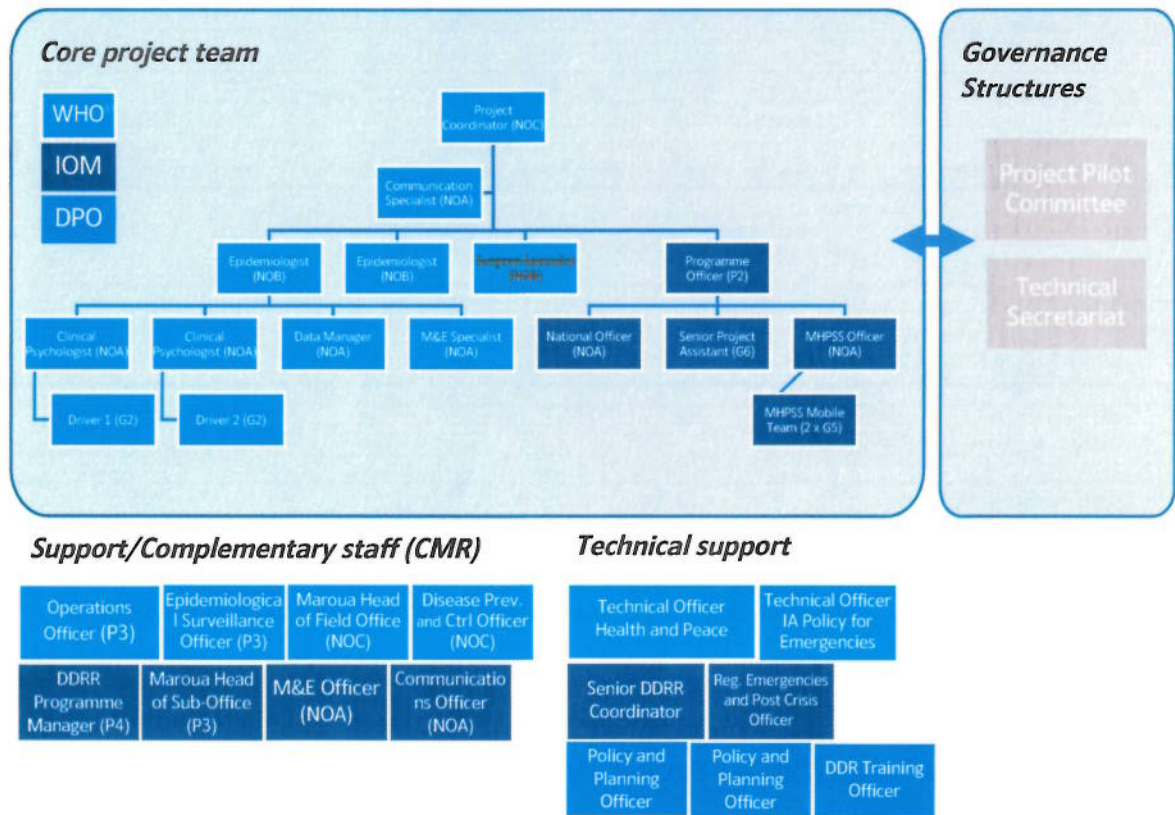 Core project team
WHO
IOM
DPO
Project
Coordinator (NOC)
Communication
Specialist (NOA)
Epidemiologist
(NOB)
Epidemiologist
(NOB)
Programme
Officer (P2)
Clinical
Psychologist (NOA)
Clinical
Psychologist (NOA)
Data Manager
(NOA)
M&E Specialist
(NOA)
National Officer
(NOA)
Senior Project
Assistant (G6)
MHPSS Officer
(NOA)
Driver 1 (G2)
Driver 2 (G2)
MHPSS Mobile
Team (2 x G5)
Governance
Structures
Project Pilot
Committee
Technical
Secretariat
Support/Complementary staff (CMR)
Operations
Officer (P3)
Epidemiologica
l Surveillance
Officer (P3)
Maroua Head
of Field Office
(NOC)
Disease Prev.
and Ctrl Officer
(NOC)
DDRR
Programme
Manager (P4)
Maroua Head
of Sub-Office
(P3)
M&E Officer
(NOA)
Communicatio
ns Officer
(NOA)
Technical support
Technical Officer
Health and Peace
Technical Officer
IA Policy for
Emergencies
Senior DDRR
Coordinator
Reg. Emergencies
and Post Crisis
Officer
Policy and
Planning
Officer
Policy and
Planning
Officer
DDR Training
Officer